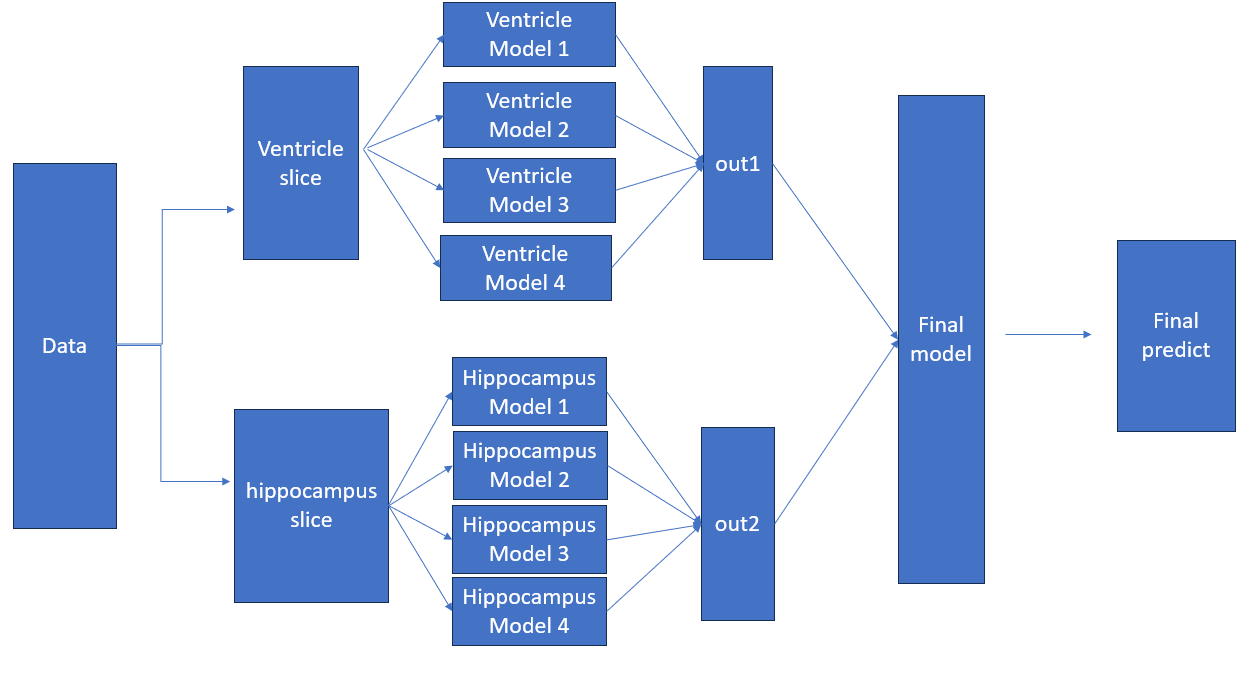 Data
Ventricle
slice
Ventricle
Model 1
Ventricle
Model 2
Ventricle
Model 3
Ventricle
Model 4
out1
hippocampus
slice
Hippocampus
Model 1
Hippocampus
Model 2
Hippocampus
Model 3
Hippocampus
Model 4
out2
Final
model
Final
predict